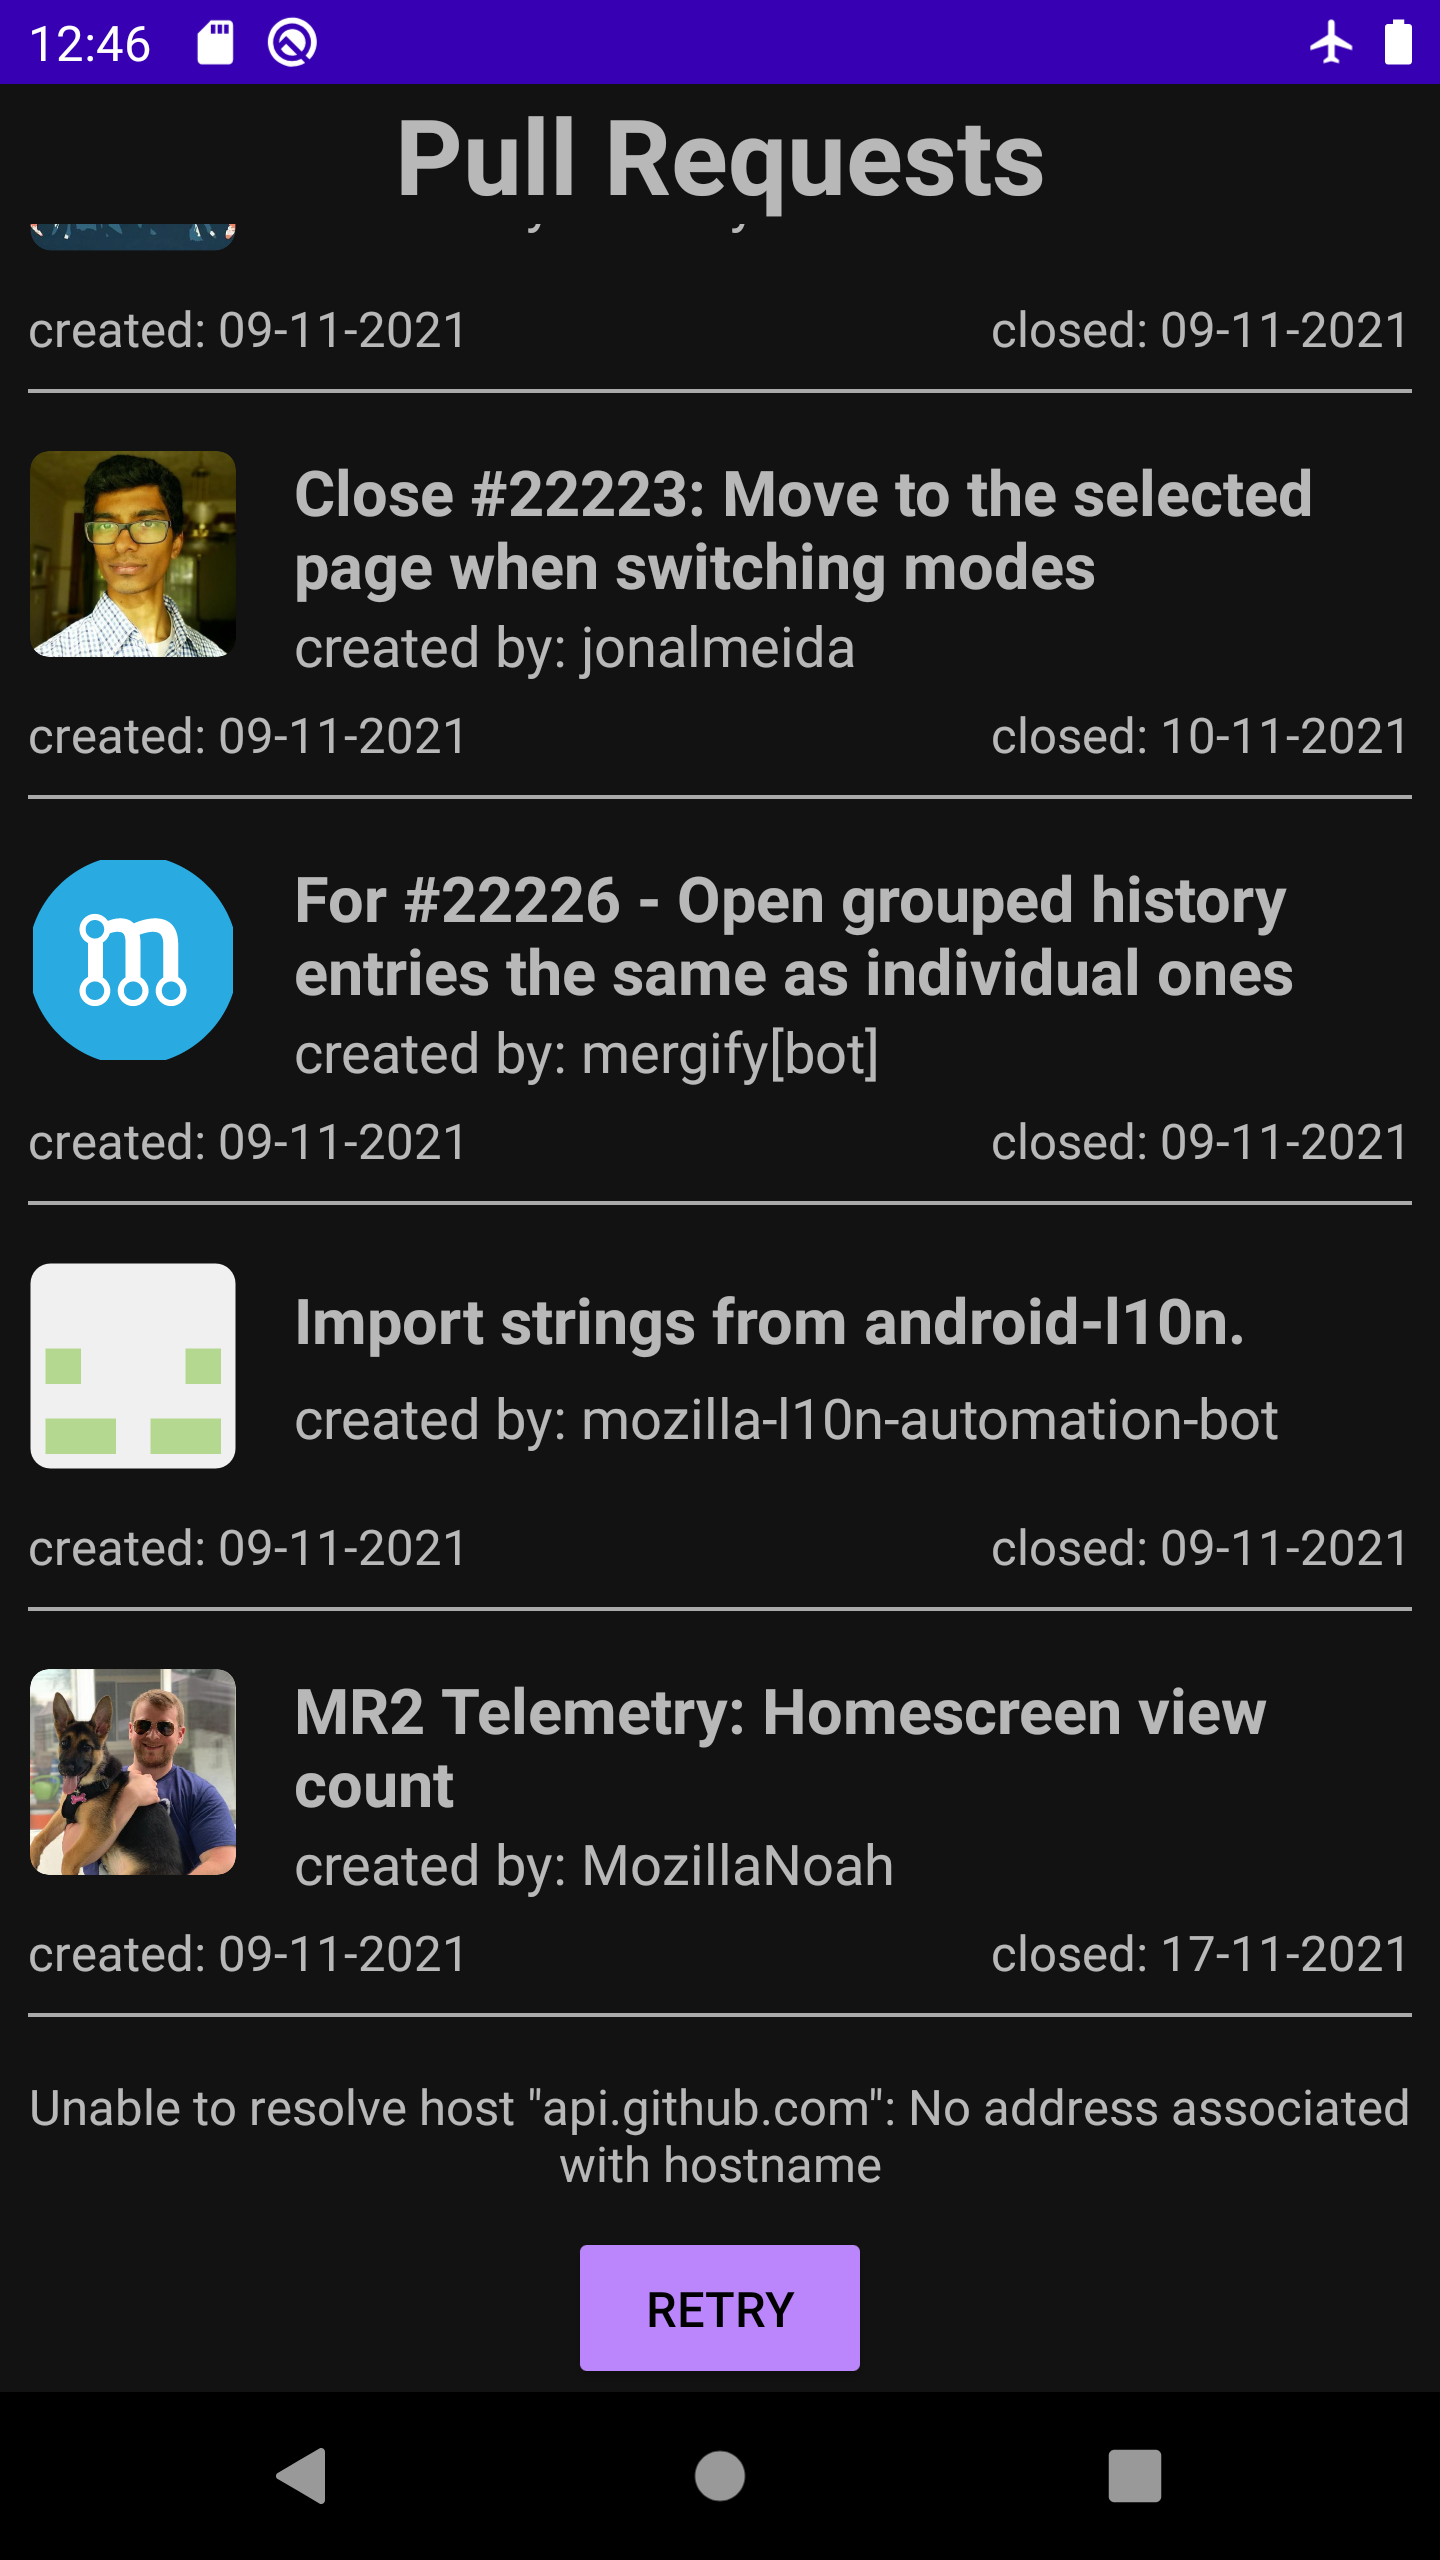 12:46
Pull Requests
created: 09-11-2021
closed: 09-11-2021
Close #22223: Move to the selected
page when switching modes
created by: jonalmeida
created: 09-11-2021
closed: 10-11-2021
For #22226 - Open grouped history
entries the same as individual ones
created by: mergify[bot]
created: 09-11-2021
closed: 09-11-2021
Import strings from android-l10n.
created by: mozilla-l10n-automation-bot
created: 09-11-2021
closed: 09-11-2021
MR2 Telemetry: Homescreen view
count
created by: MozillaNoah
created: 09-11-2021
closed: 17-11-2021
Unable to resolve host "api.github.com": No address associated
with hostname
RETRY